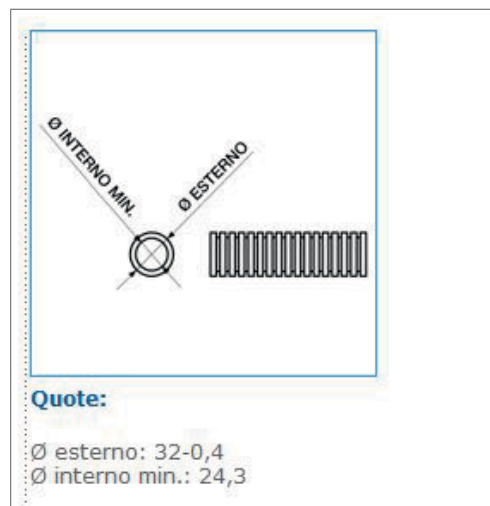 Ø INTERNO MIN.
Ø ESTERNO
Quote:
Ø esterno: 32-0,4
Ø interno min.: 24,3